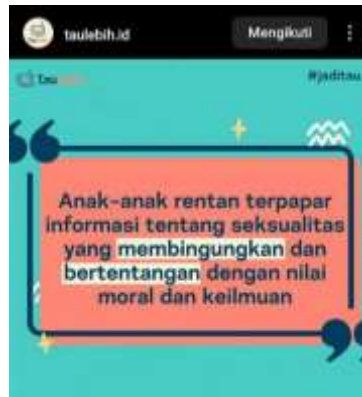 taulebih.id
Mengikuti
tau
#jaditau
Anak-anak rentan terpapar
informasi tentang seksualitas
yang membingungkan dan
bertentangan dengan nilai
moral dan keilmuan